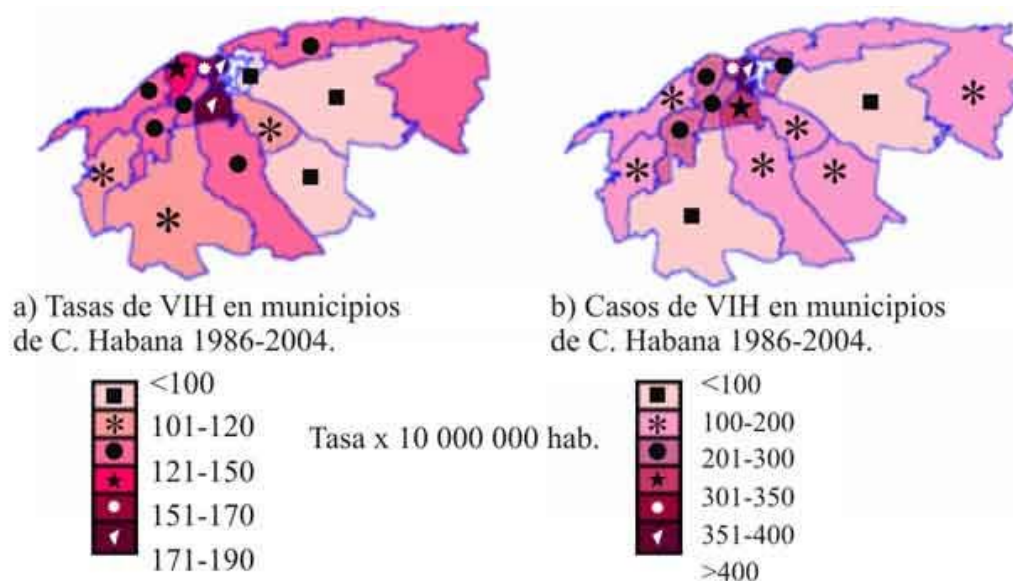 a) Tasas de VIH en municipios
de C. Habana 1986-2004.
<100
101-120
121-150
151-170
171-190
Tasa x 10 000 000 hab.
b) Casos de VIH en municipios
de C. Habana 1986-2004.
<100
100-200
201-300
301-350
351-400
>400